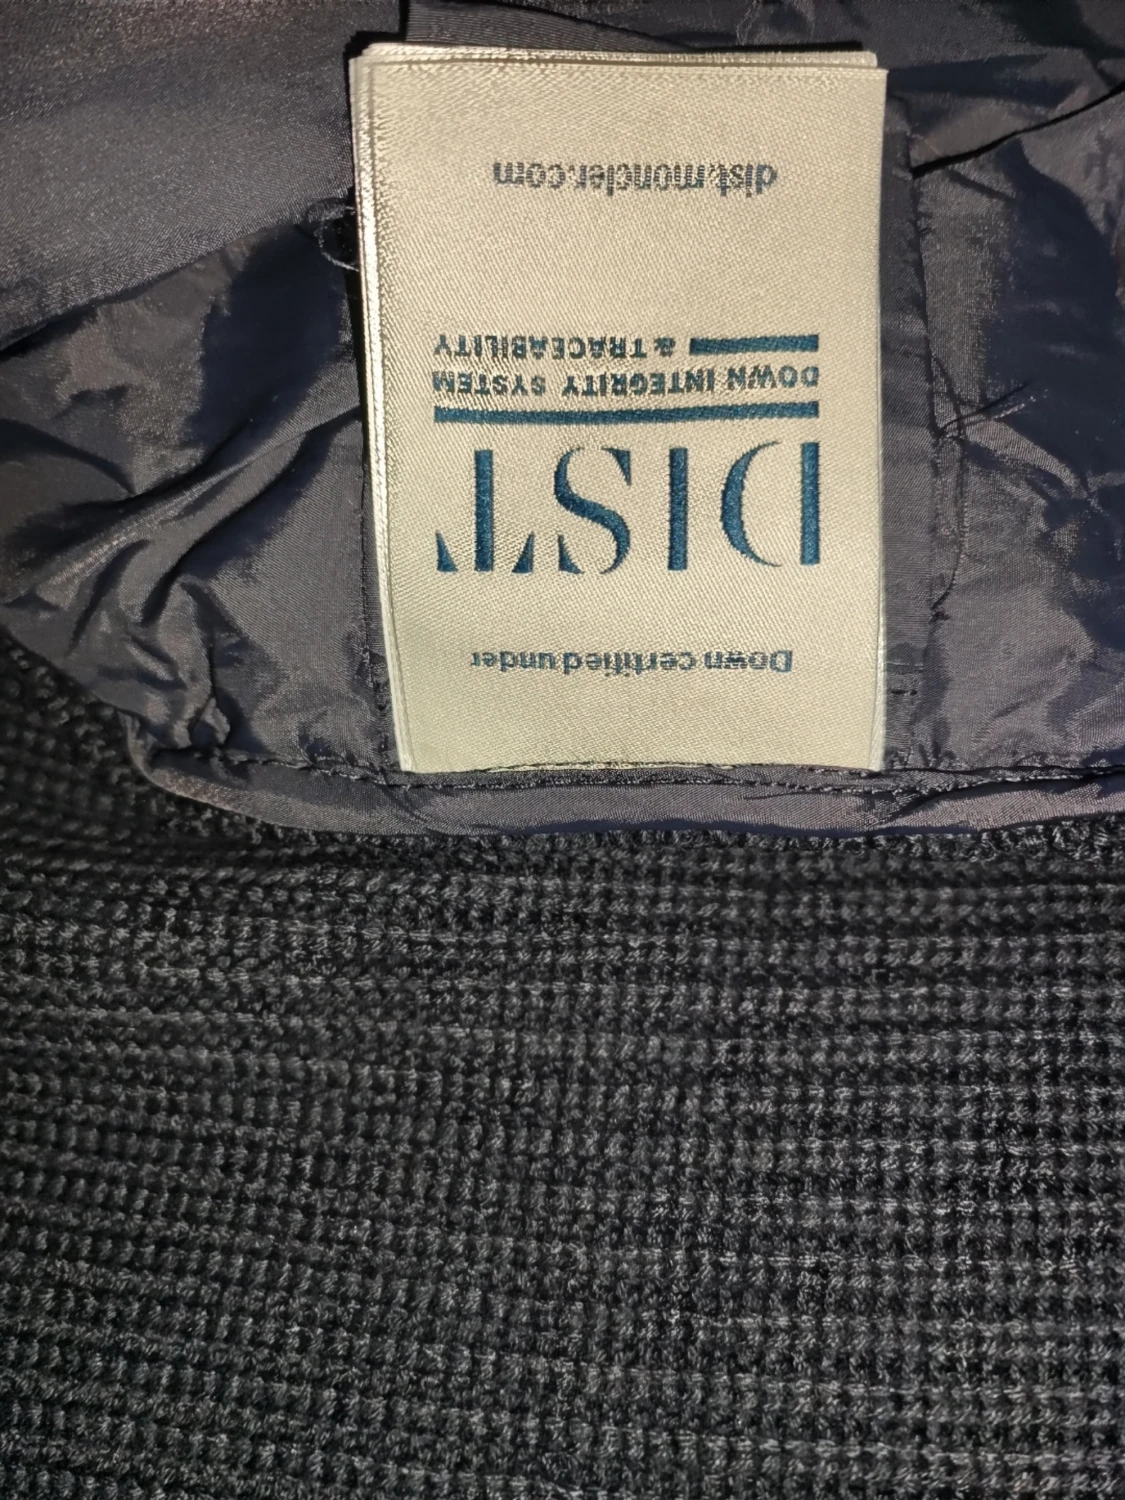 Down certified under
DIST
DOWN INTEGRITY SYSTEM
& TRACEABILITY
dist.moncler.com